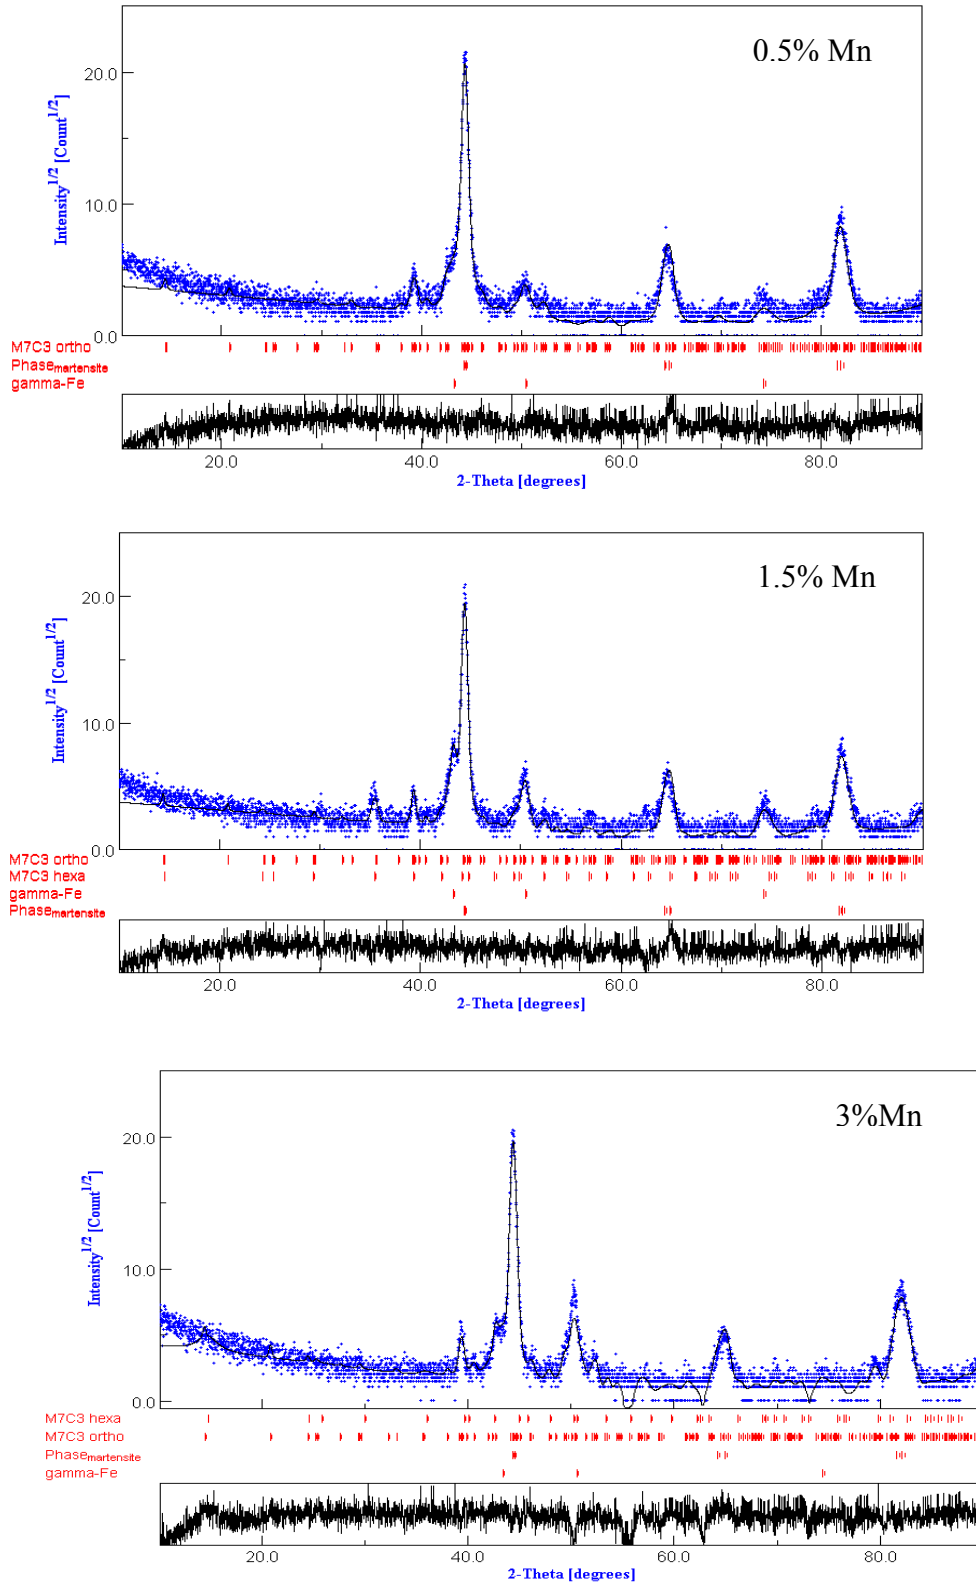 0.5% Mn
Intensity1/2 [Count1/2]
20.0
10.0
0.0
M7C3 ortho
Phasemartensite
gamma-Fe
20.0 40.0 60.0 80.0
2-Theta [degrees]
1.5% Mn
Intensity1/2 [Count1/2]
20.0
10.0
0.0
M7C3 ortho
M7C3 hexa
gamma-Fe
Phasemartensite
20.0 40.0 60.0 80.0
2-Theta [degrees]
3%Mn
Intensity1/2 [Count1/2]
20.0
10.0
0.0
M7C3 hexa
M7C3 ortho
Phasemartensite
gamma-Fe
20.0 40.0 60.0 80.0
2-Theta [degrees]